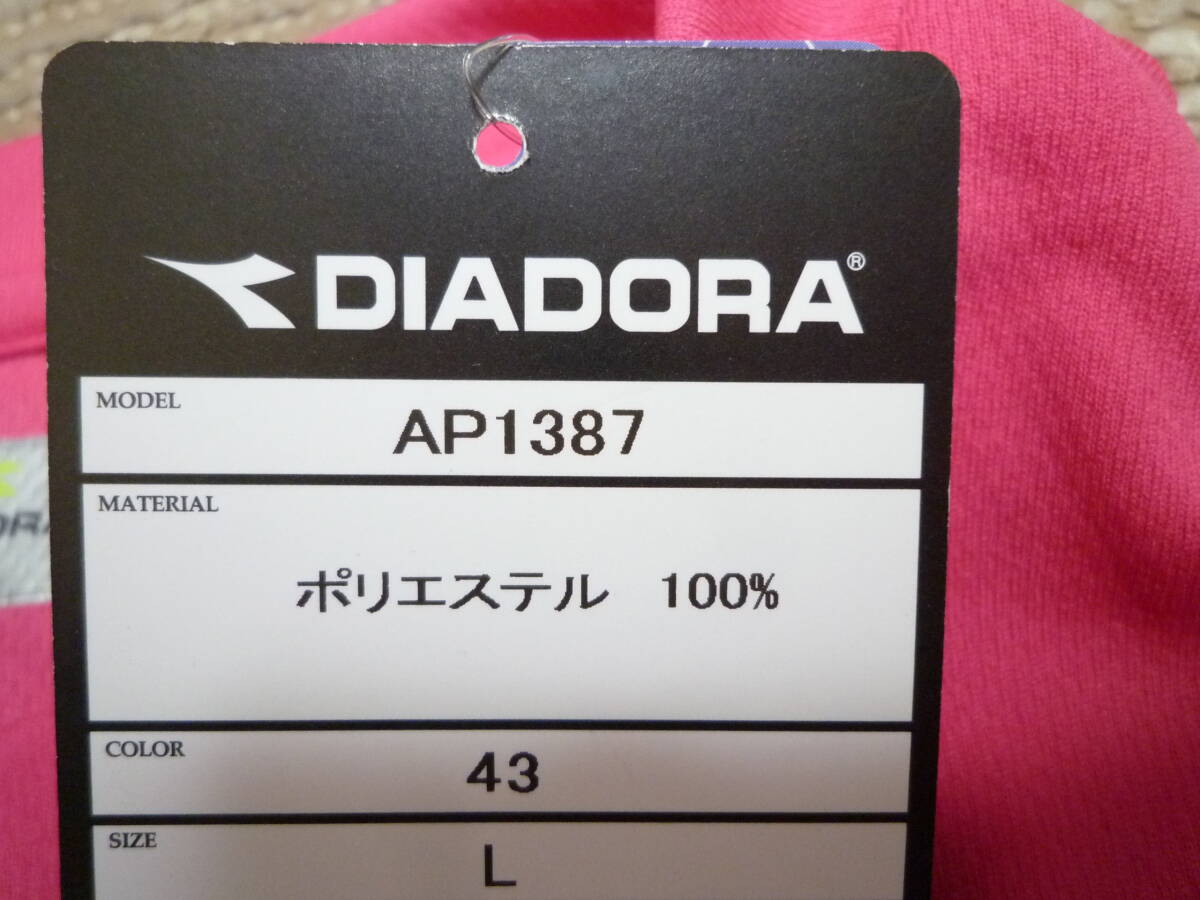 DIADORA®
MODEL
AP1387
MATERIAL
ポリエステル 100%
COLOR
43
SIZE
L